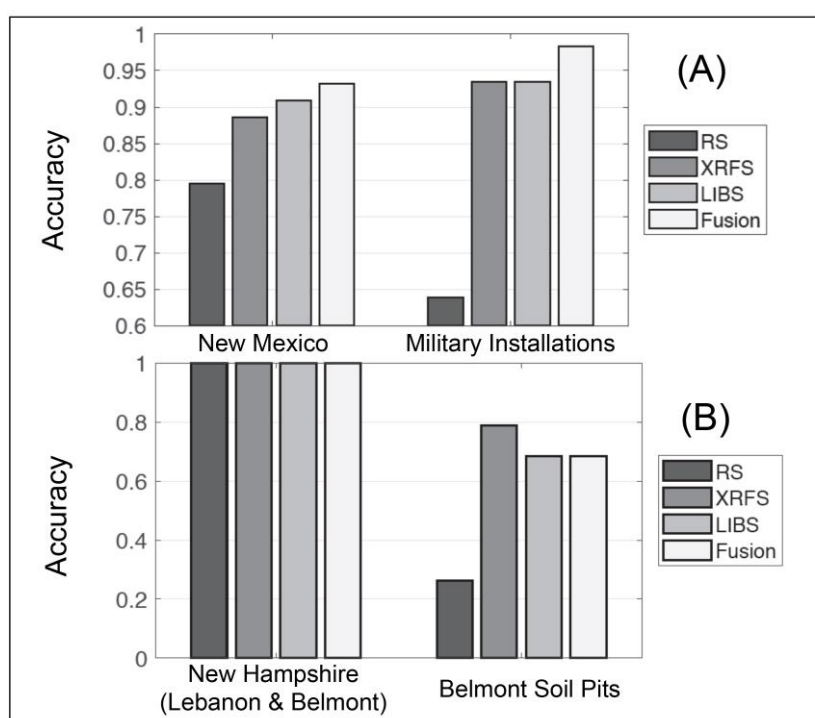 (A)
Accuracy
1
0.95
0.9
0.85
0.8
0.75
0.7
0.65
0.6
RS
XRFS
LIBS
Fusion
New Mexico
Military Installations
(B)
Accuracy
1
0.8
0.6
0.4
0.2
0
RS
XRFS
LIBS
Fusion
New Hampshire
(Lebanon & Belmont)
Belmont Soil Pits